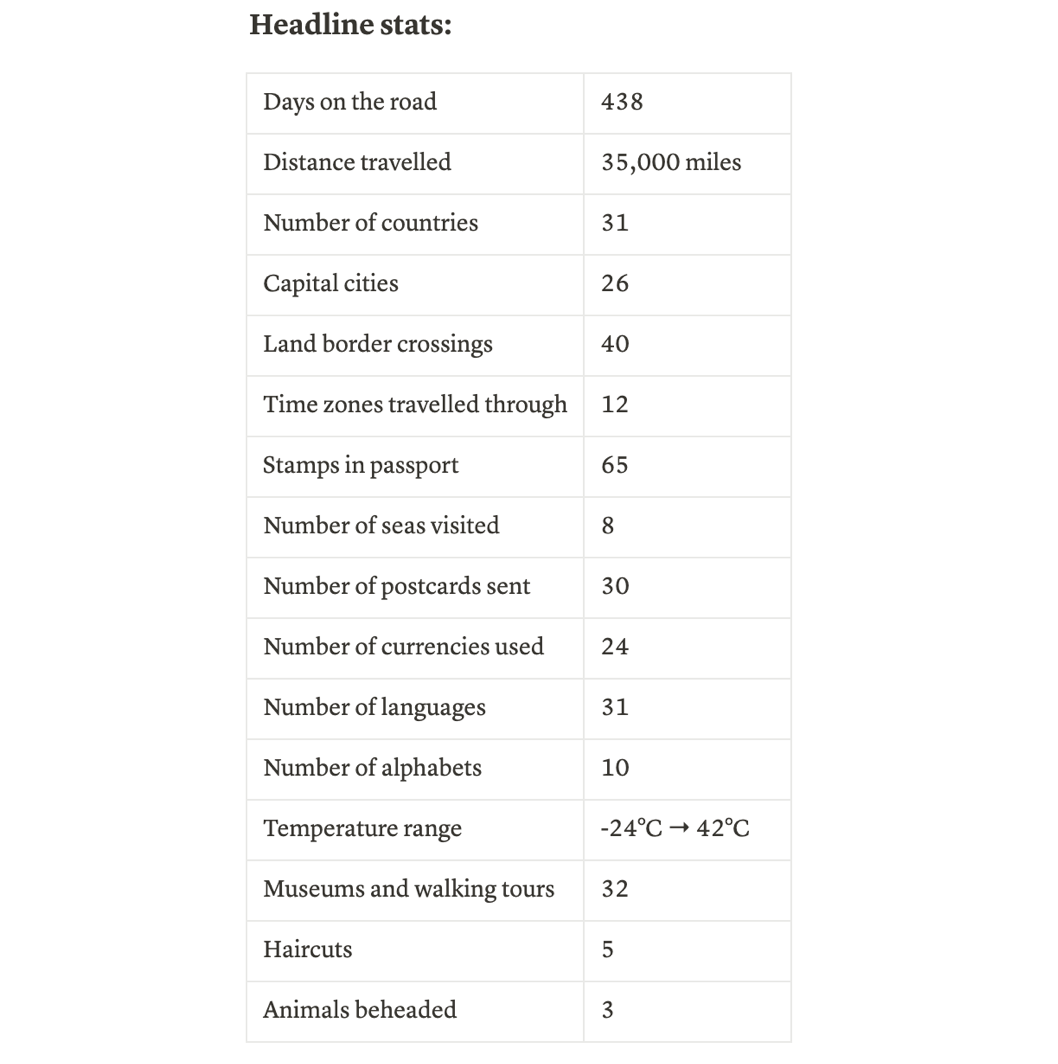 Headline stats:
Days on the road 438
Distance travelled 35,000 miles
Number of countries 31
Capital cities 26
Land border crossings 40
Time zones travelled through 12
Stamps in passport 65
Number of seas visited 8
Number of postcards sent 30
Number of currencies used 24
Number of languages 31
Number of alphabets 10
Temperature range -24°C → 42°C
Museums and walking tours 32
Haircuts 5
Animals beheaded 3